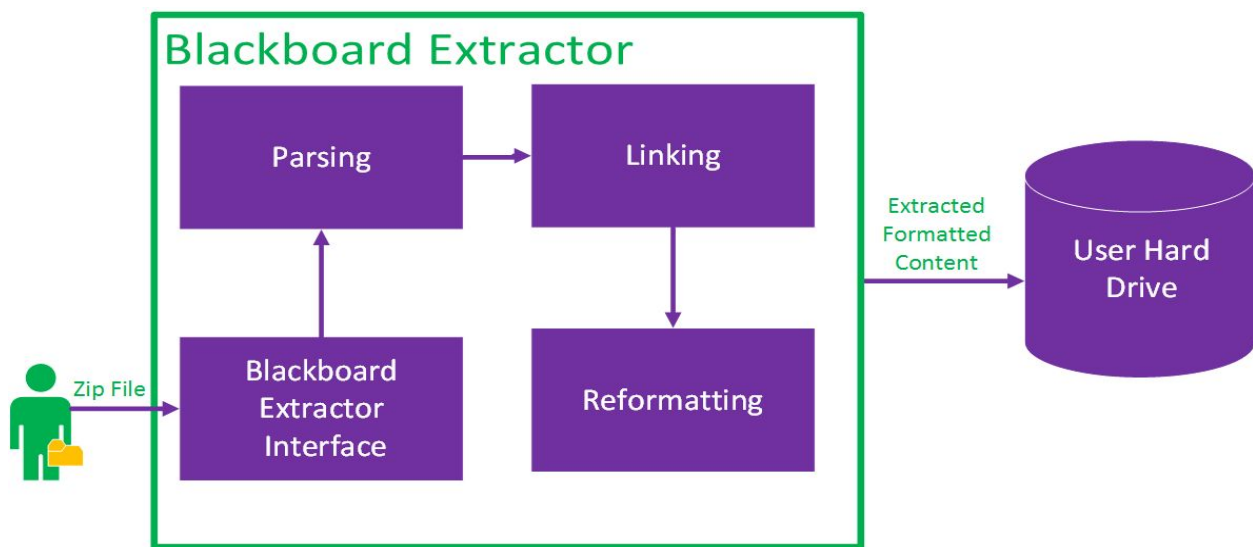 Blackboard Extractor
Parsing
Linking
Extracted
Formatted
Content
User Hard
Drive
Zip File
Blackboard
Extractor
Interface
Reformatting